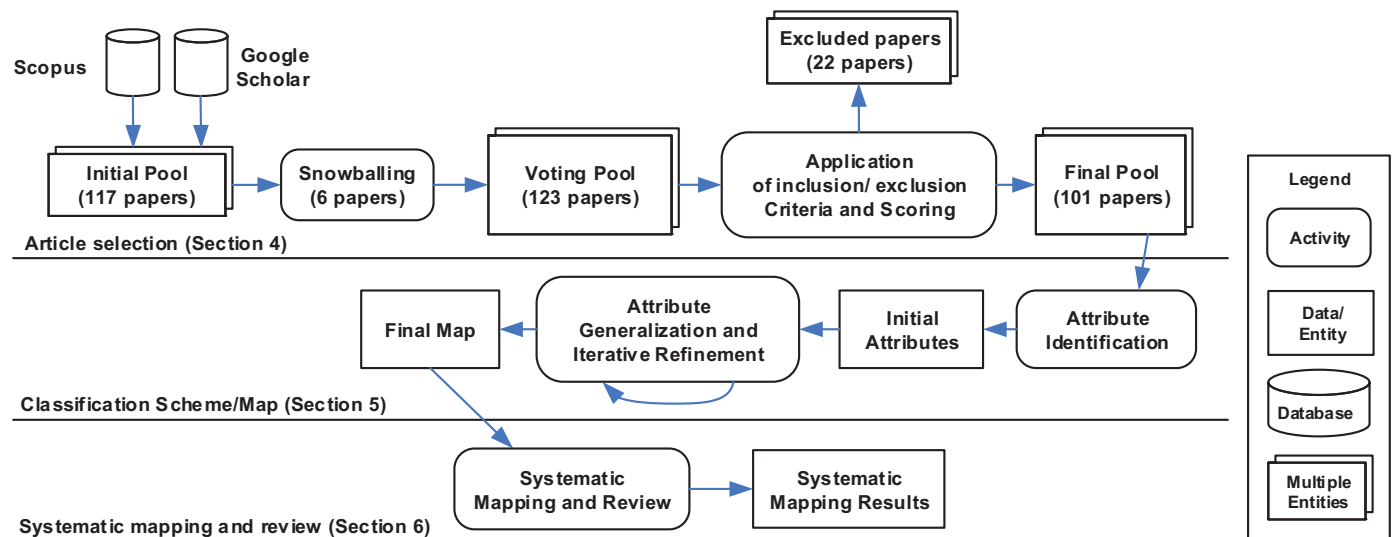 Scopus
Google
Scholar
Excluded papers
(22 papers)
Initial Pool
(117 papers)
Snowballing
(6 papers)
Voting Pool
(123 papers)
Application
of inclusion/ exclusion
Criteria and Scoring
Final Pool
(101 papers)
Article selection (Section 4)
Final Map
Attribute
Generalization and
Iterative Refinement
Initial
Attributes
Attribute
Identification
Classification Scheme/Map (Section 5)
Systematic
Mapping and Review
Systematic
Mapping Results
Systematic mapping and review (Section 6)
Legend
Activity
Data/
Entity
Database
Multiple
Entities